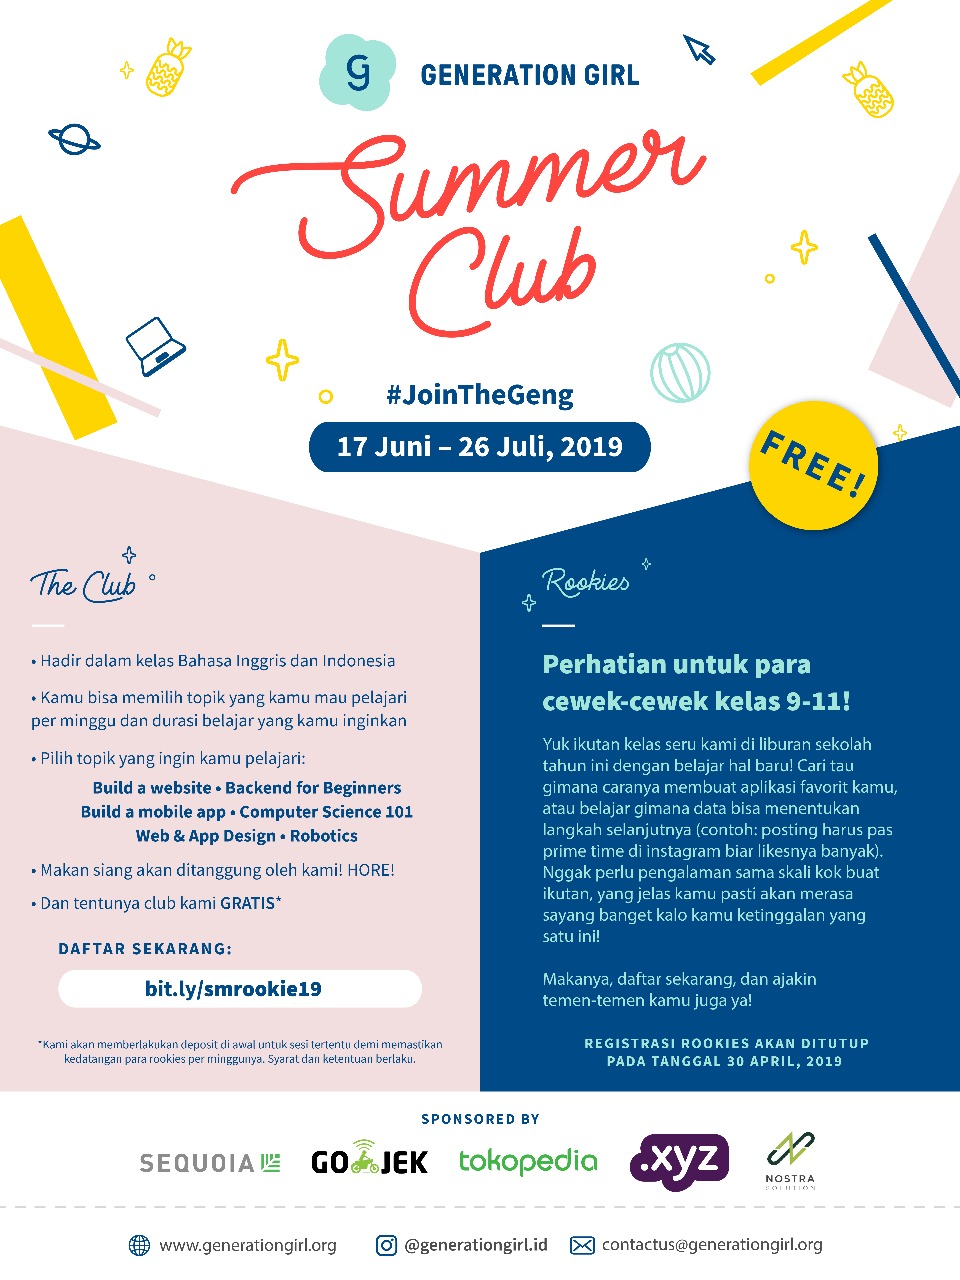 g
GENERATION GIRL
Summer
Club
#JoinTheGeng
17 Juni – 26 Juli, 2019
FREE!
The Club
• Hadir dalam kelas Bahasa Inggris dan Indonesia
• Kamu bisa memilih topik yang kamu mau pelajari
per minggu dan durasi belajar yang kamu inginkan
• Pilih topik yang ingin kamu pelajari:
Build a website • Backend for Beginners
Build a mobile app • Computer Science 101
Web & App Design • Robotics
• Makan siang akan ditanggung oleh kami! HORE!
• Dan tentunya club kami GRATIS*
DAFTAR SEKARANG:
bit.ly/smrookie19
*Kami akan memberlakukan deposit di awal untuk sesi tertentu demi memastikan
kedatangan para rookies per minggunya. Syarat dan ketentuan berlaku.
Rookies
Perhatian untuk para
cewek-cewek kelas 9-11!
Yuk ikutan kelas seru kami di liburan sekolah
tahun ini dengan belajar hal baru! Cari tau
gimana caranya membuat aplikasi favorit kamu,
atau belajar gimana data bisa menentukan
langkah selanjutnya (contoh: posting harus pas
prime time di instagram biar likesnya banyak).
Nggak perlu pengalaman sama skali kok buat
ikutan, yang jelas kamu pasti akan merasa
sayang banget kalo kamu ketinggalan yang
satu ini!
Makanya, daftar sekarang, dan ajakin
temen-temen kamu juga ya!
REGISTRASI ROOKIES AKAN DITUTUP
PADA TANGGAL 30 APRIL, 2019
SPONSORED BY
SEQUOIA
GO JEK
tokopedia
.xyz
NOSTRA
SOLUTION
www.generationgirl.org
@generationgirl.id
contactus@generationgirl.org